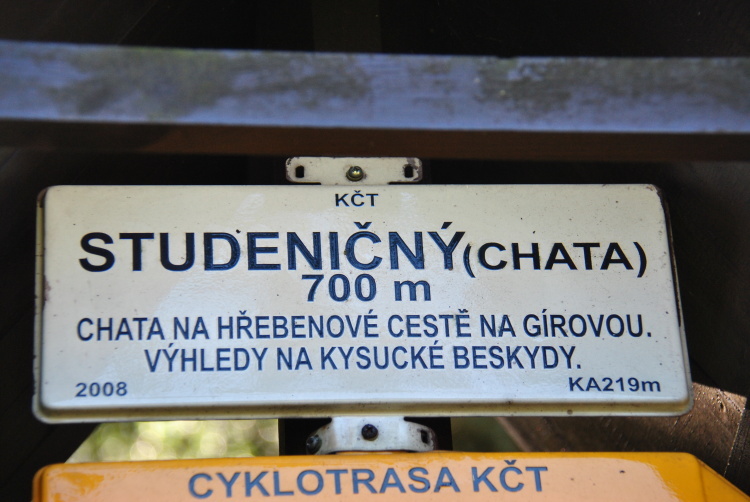 KČT
STUDENIČNÝ (CHATA)
700 m
CHATA NA HŘEBENOVÉ CESTĚ NA GÍROVOU.
VÝHLEDY NA KYSUCKÉ BESKYDY.
2008 KA219m
CYKLOTRASA KČT